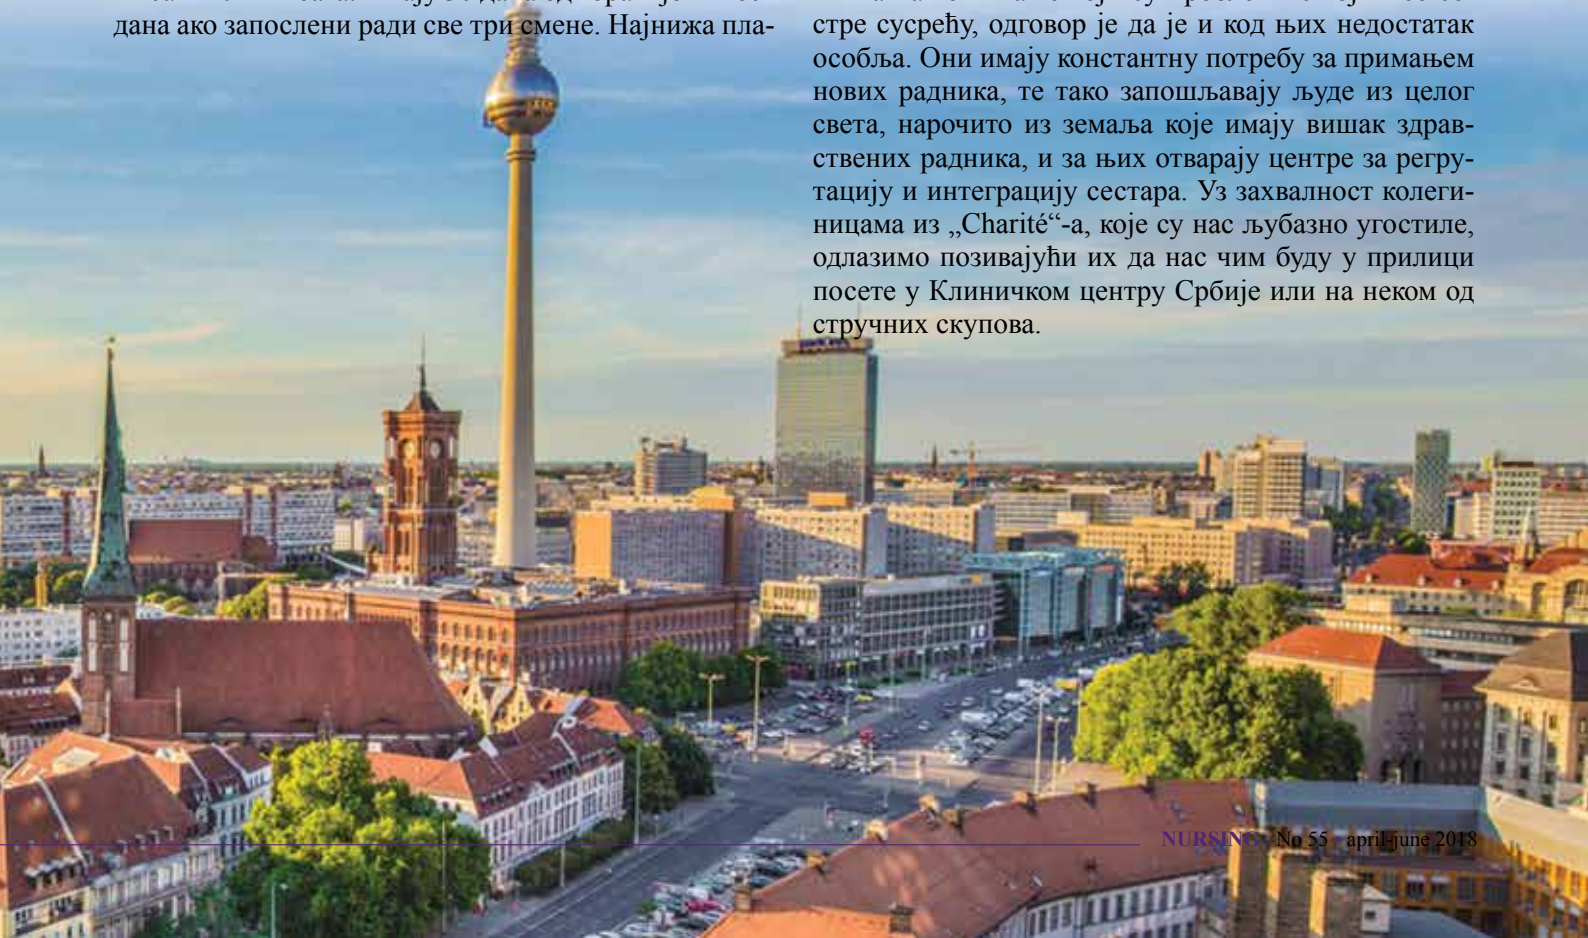 дана ако запослени ради све три смене. Најнижа пла-
стре сусрећу, одговор је да је и код њих недостатак
особља. Они имају константну потребу за примањем
нових радника, те тако запошљавају људе из целог
света, нарочито из земаља које имају вишак здрав-
ствених радника, и за њих отварају центре за регру-
тацију и интеграцију сестара. Уз захвалност колеги-
ницама из „Charité“-а, које су нас љубазно угостиле,
одлазимо позивајући их да нас чим буду у прилици
посете у Клиничком центру Србије или на неком од
стручних скупова.
NURSING No 55 april-june 2018